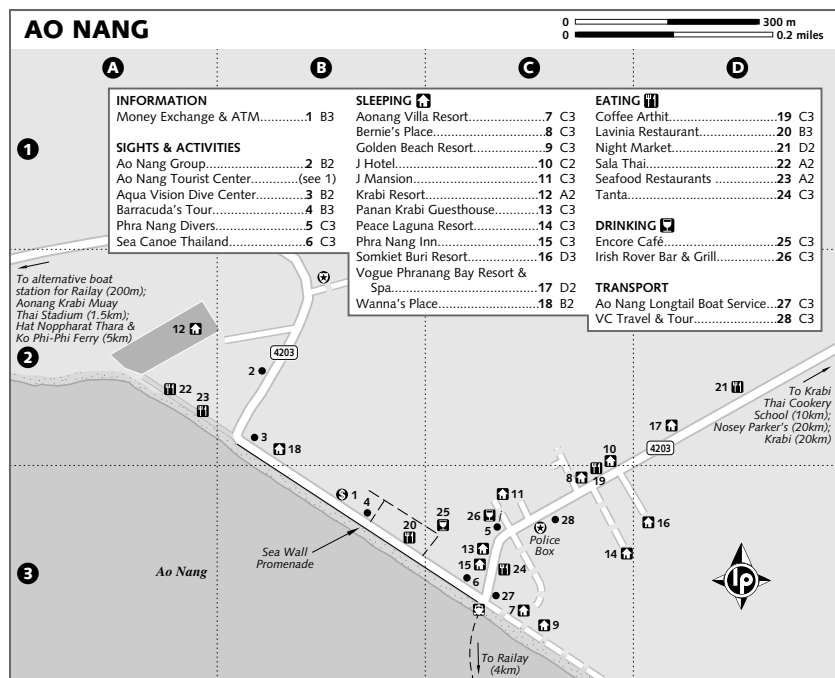 AO NANG
0 300 m
0 0.2 miles
A B C D
1
2
3
INFORMATION
Money Exchange & ATM..............1 B3
SIGHTS & ACTIVITIES
Ao Nang Group..........................2 B2
Ao Nang Tourist Center.............(see 1)
Aqua Vision Dive Center............3 B2
Barracuda's Tour........................4 B3
Phra Nang Divers.......................5 C3
Sea Canoe Thailand...................6 C3
SLEEPING
Aonang Villa Resort....................7 C3
Bernie's Place............................8 C3
Golden Beach Resort..................9 C3
J Hotel.....................................10 C2
J Mansion................................11 C3
Krabi Resort.............................12 A2
Panan Krabi Guesthouse...........13 C3
Peace Laguna Resort.................14 C3
Phra Nang Inn..........................15 C3
Somkiet Buri Resort..................16 D3
Vogue Phranang Bay Resort &
Spa.........................................17 D2
Wanna's Place..........................18 B2
EATING
Coffee Arthit............................19 C3
Lavinia Restaurant....................20 B3
Night Market............................21 D2
Sala Thai..................................22 A2
Seafood Restaurants.................23 A2
Tanta.......................................24 C3
DRINKING
Encore Café..............................25 C3
Irish Rover Bar & Grill...............26 C3
TRANSPORT
Ao Nang Longtail Boat Service...27 C3
VC Travel & Tour.......................28 C3
To alternative boat
station for Railay (200m);
Aonang Krabi Muay
Thai Stadium (1.5km);
Hat Noppharat Thara &
Ko Phi-Phi Ferry (5km)
12
4203
2
22
23
3
18
21
To Krabi
Thai Cookery
School (10km);
Nosey Parker's (20km);
Krabi (20km)
17
4203
10
8
19
$ 1
4
20
25
26
5
11
28
Police
Box
16
14
13
15
24
6
27
7
9
Sea Wall
Promenade
Ao Nang
To Railay
(4km)
lp